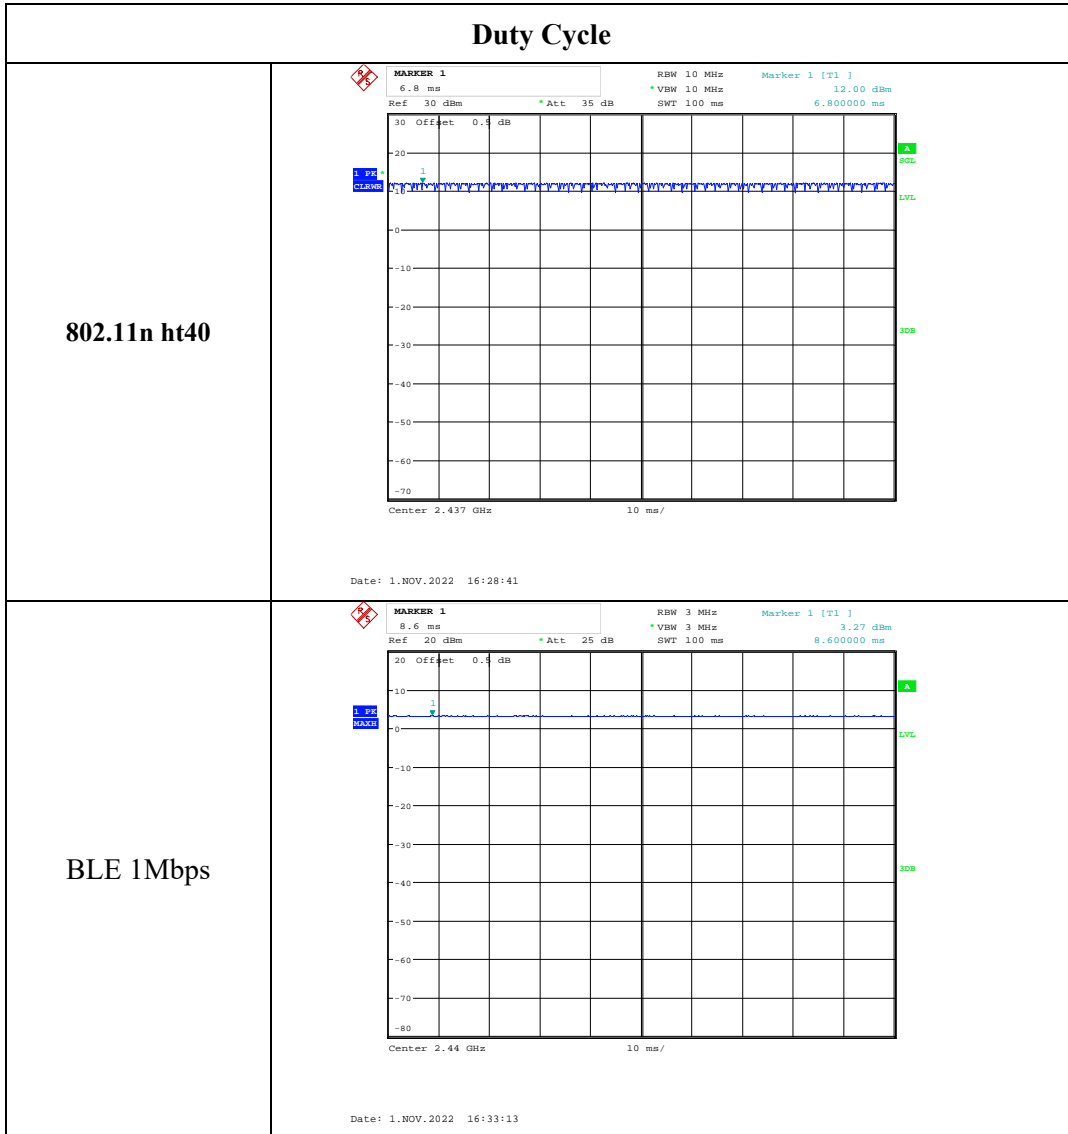 Duty Cycle
802.11n ht40
R S
MARKER 1
6.8 ms
RBW 10 MHz
Marker 1 [T1 ]
*VBW 10 MHz
12.00 dBm
Ref 30 dBm
*Att 35 dB
SWT 100 ms
6.800000 ms
30 Offset 0.5 dB
20
1
1 PK *
CLRWR
10
0
-10
-20
-30
-40
-50
-60
-70
A
SGL
LVL
3DB
Center 2.437 GHz
10 ms/
Date: 1.NOV.2022 16:28:41
BLE 1Mbps
R S
MARKER 1
8.6 ms
RBW 3 MHz
Marker 1 [T1 ]
*VBW 3 MHz
3.27 dBm
Ref 20 dBm
*Att 25 dB
SWT 100 ms
8.600000 ms
20 Offset 0.5 dB
10
1
1 PK
MAXH
0
-10
-20
-30
-40
-50
-60
-70
-80
A
LVL
3DB
Center 2.44 GHz
10 ms/
Date: 1.NOV.2022 16:33:13